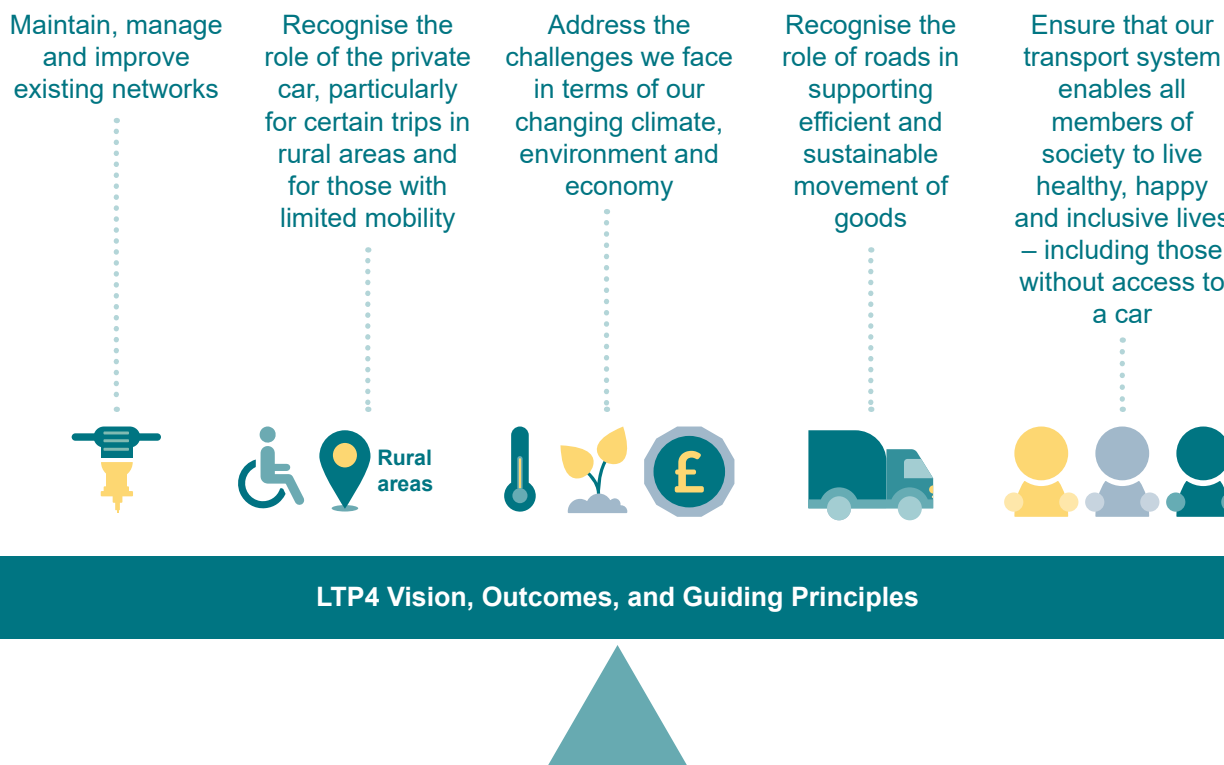 Maintain, manage
and improve
existing networks
Recognise the
role of the private
car, particularly
for certain trips in
rural areas and
for those with
limited mobility
Address the
challenges we face
in terms of our
changing climate,
environment and
economy
Recognise the
role of roads in
supporting
efficient and
sustainable
movement of
goods
Ensure that our
transport system
enables all
members of
society to live
healthy, happy
and inclusive lives
– including those
without access to
a car
Rural
areas
£
LTP4 Vision, Outcomes, and Guiding Principles